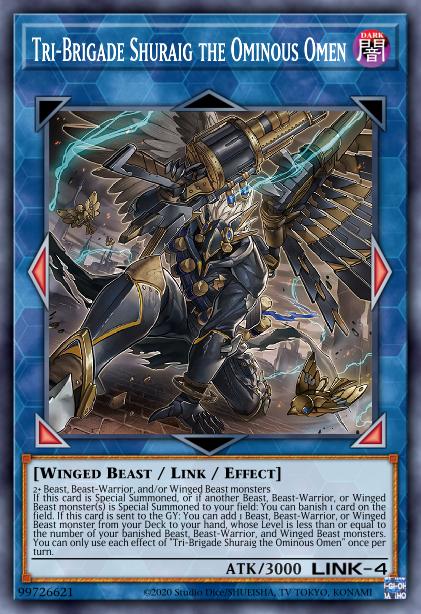 TRI-BRIGADE SHURAIG THE OMINOUS OMEN
DARK
闇
[WINGED BEAST / LINK / EFFECT]
2+ Beast, Beast-Warrior, and/or Winged Beast monsters
If this card is Special Summoned, or if another Beast, Beast-Warrior, or Winged
Beast monster(s) is Special Summoned to your field: You can banish 1 card on the
field. If this card is sent to the GY: You can add 1 Beast, Beast-Warrior, or Winged
Beast monster from your Deck to your hand, whose Level is less than or equal to
the number of your banished Beast, Beast-Warrior, and Winged Beast monsters.
You can only use each effect of "Tri-Brigade Shuraig the Ominous Omen" once per
turn.
ATK/3000 LINK-4
99726621 ©2020 Studio Dice/SHUEISHA, TV TOKYO, KONAMI